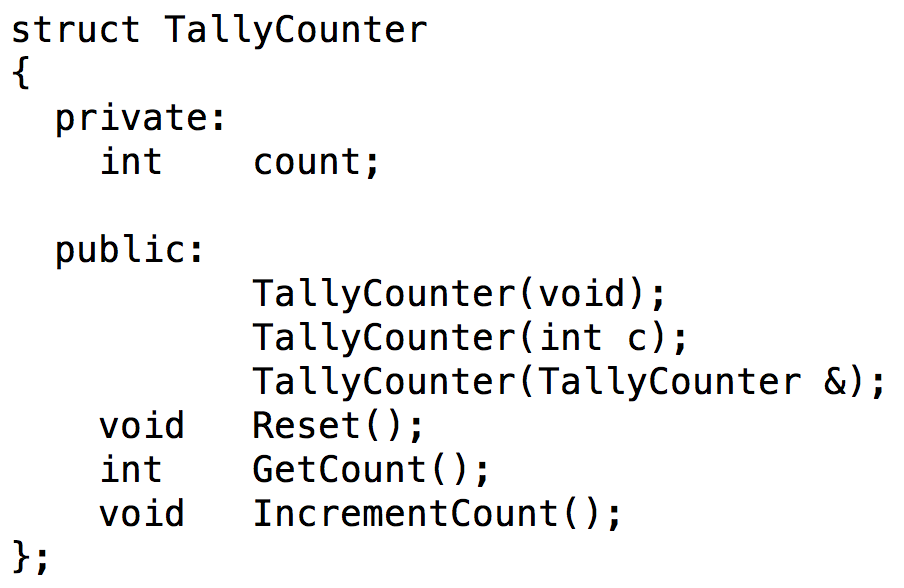 struct TallyCounter
{
  private:
    int    count;

  public:
           TallyCounter(void);
           TallyCounter(int c);
           TallyCounter(TallyCounter &);
    void   Reset();
    int    GetCount();
    void   IncrementCount();
};